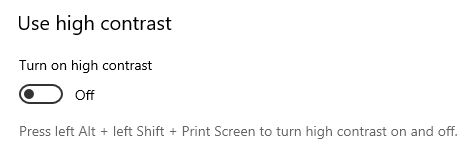 Use high contrast
Turn on high contrast
Off
Press left Alt + left Shift + Print Screen to turn high contrast on and off.